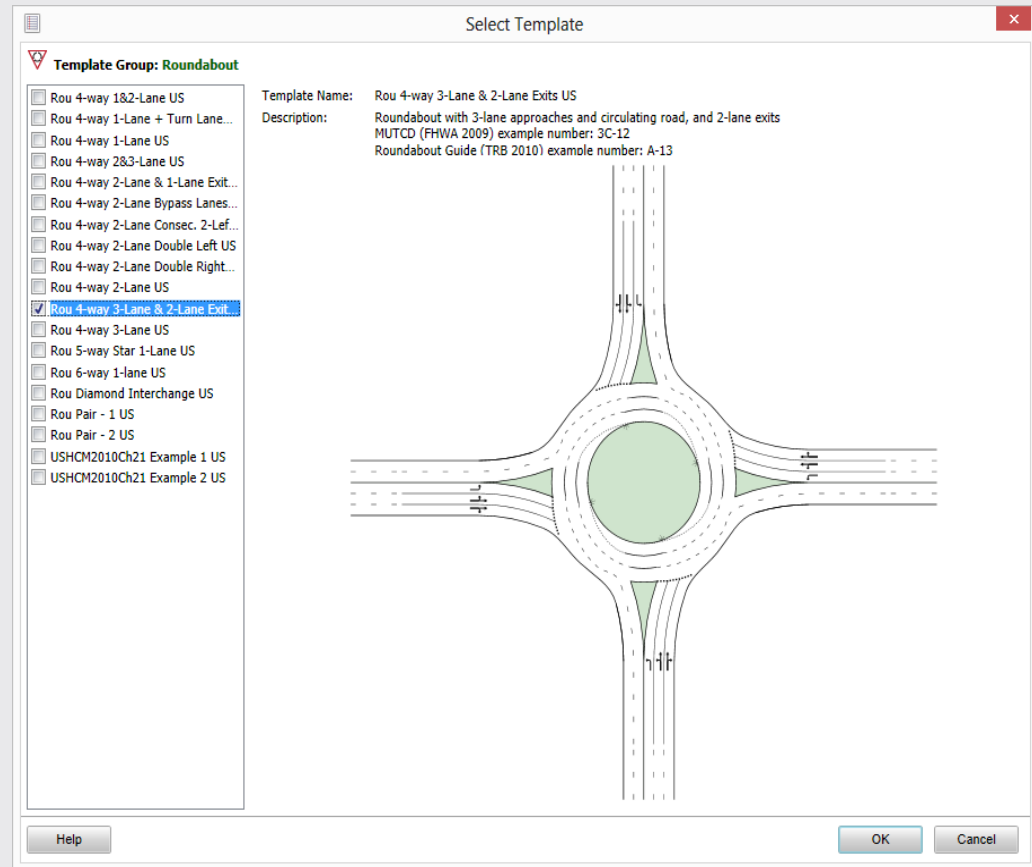 Select Template
Template Group: Roundabout
Rou 4-way 1&2-Lane US
Rou 4-way 1-Lane + Turn Lane...
Rou 4-way 1-Lane US
Rou 4-way 2&3-Lane US
Rou 4-way 2-Lane & 1-Lane Exit...
Rou 4-way 2-Lane Bypass Lanes...
Rou 4-way 2-Lane Consec. 2-Lef...
Rou 4-way 2-Lane Double Left US
Rou 4-way 2-Lane Double Right...
Rou 4-way 2-Lane US
Rou 4-way 3-Lane & 2-Lane Exit...
Rou 4-way 3-Lane US
Rou 5-way Star 1-Lane US
Rou 6-way 1-lane US
Rou Diamond Interchange US
Rou Pair - 1 US
Rou Pair - 2 US
USHCM2010Ch21 Example 1 US
USHCM2010Ch21 Example 2 US
Template Name: Rou 4-way 3-Lane & 2-Lane Exits US
Description: Roundabout with 3-lane approaches and circulating road, and 2-lane exits
MUTCD (FHWA 2009) example number: 3C-12
Roundabout Guide (TRB 2010) example number: A-13
Help
OK
Cancel